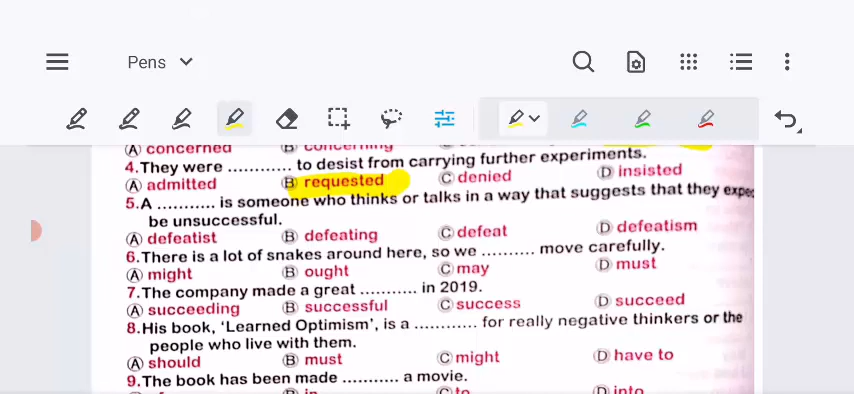 Pens
Ⓐ concerned Ⓑ concerning
4.They were ............ to desist from carrying further experiments.
Ⓐ admitted Ⓑ requested Ⓒ denied Ⓓ insisted
5.A ........... is someone who thinks or talks in a way that suggests that they
be unsuccessful.
Ⓐ defeatist Ⓑ defeating Ⓒ defeat Ⓓ defeatism
6.There is a lot of snakes around here, so we .......... move carefully.
Ⓐ might Ⓑ ought Ⓒ may Ⓓ must
7.The company made a great ........... in 2019.
Ⓐ succeeding Ⓑ successful Ⓒ success Ⓓ succeed
8.His book, ‘Learned Optimism’, is a ............ for really negative thinkers or the
people who live with them.
Ⓐ should Ⓑ must Ⓒ might Ⓓ have to
9.The book has been made ........... a movie.
Ⓑ in Ⓒ to Ⓓ into